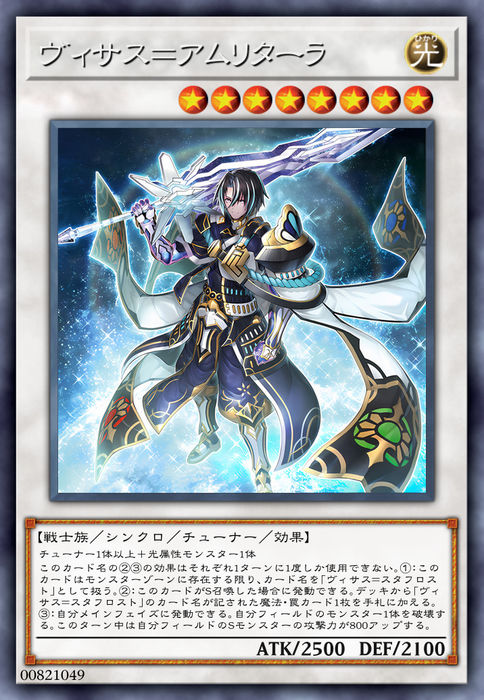 ヴィサス=アムリターラ
ひかり
光
【戦士族/シンクロ/チューナー/効果】
チューナー1体以上+光属性モンスター1体
このカード名の②③の効果はそれぞれ1ターンに1度しか使用できない。①:この
カードはモンスターゾーンに存在する限り、カード名を「ヴィサス=スタフロス
ト」として扱う。②:このカードがS召喚した場合に発動できる。デッキから「ヴィ
サス=スタフロスト」のカード名が記された魔法・罠カード1枚を手札に加える。
③:自分メインフェイズに発動できる。自分フィールドのモンスター1体を破壊す
る。このターン中は自分フィールドのSモンスターの攻撃力が800アップする。
ATK/2500 DEF/2100
00821049